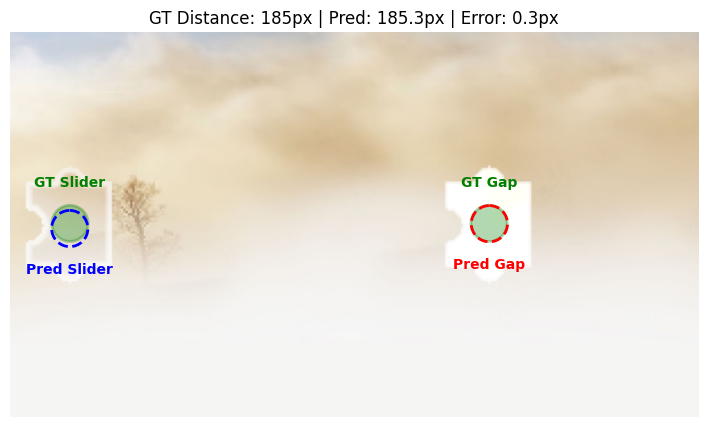 GT Distance: 185px | Pred: 185.3px | Error: 0.3px
GT Slider
GT Gap
Pred Slider
Pred Gap